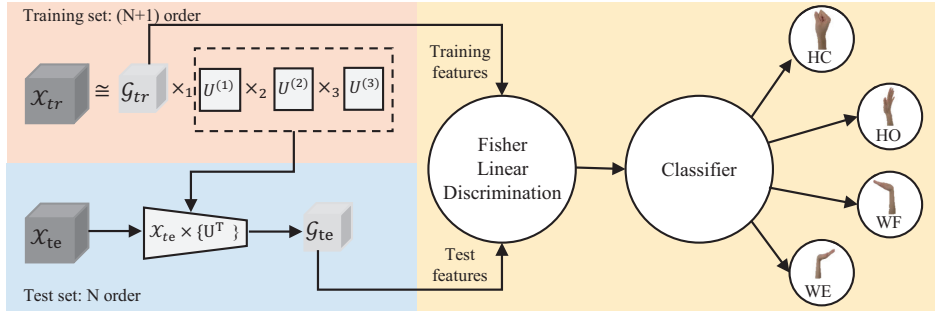 Training set: (N+1) order
𝒳tr ≅ 𝒢tr ×1 U(1) ×2 U(2) ×3 U(3)
Training
features
Fisher
Linear
Discrimination
Classifier
HC
HO
WF
WE
𝒳te
𝒳te × {Uᵀ }
𝒢te
Test
features
Test set: N order